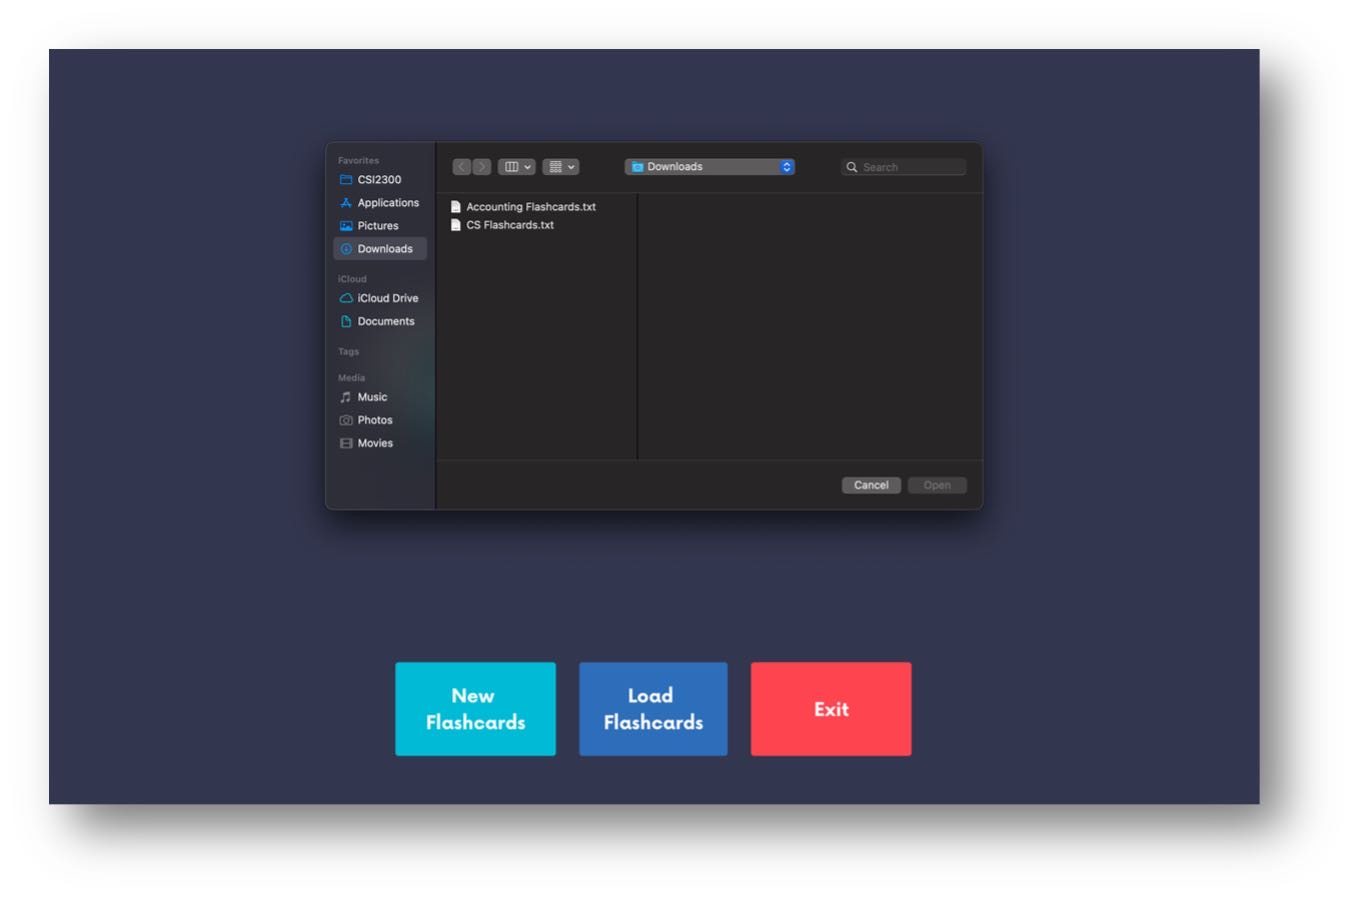 Favorites
CSI2300
Applications
Pictures
Downloads
iCloud
iCloud Drive
Documents
Tags
Media
Music
Photos
Movies
Downloads
Search
Accounting Flashcards.txt
CS Flashcards.txt
Cancel
Open
New
Flashcards
Load
Flashcards
Exit